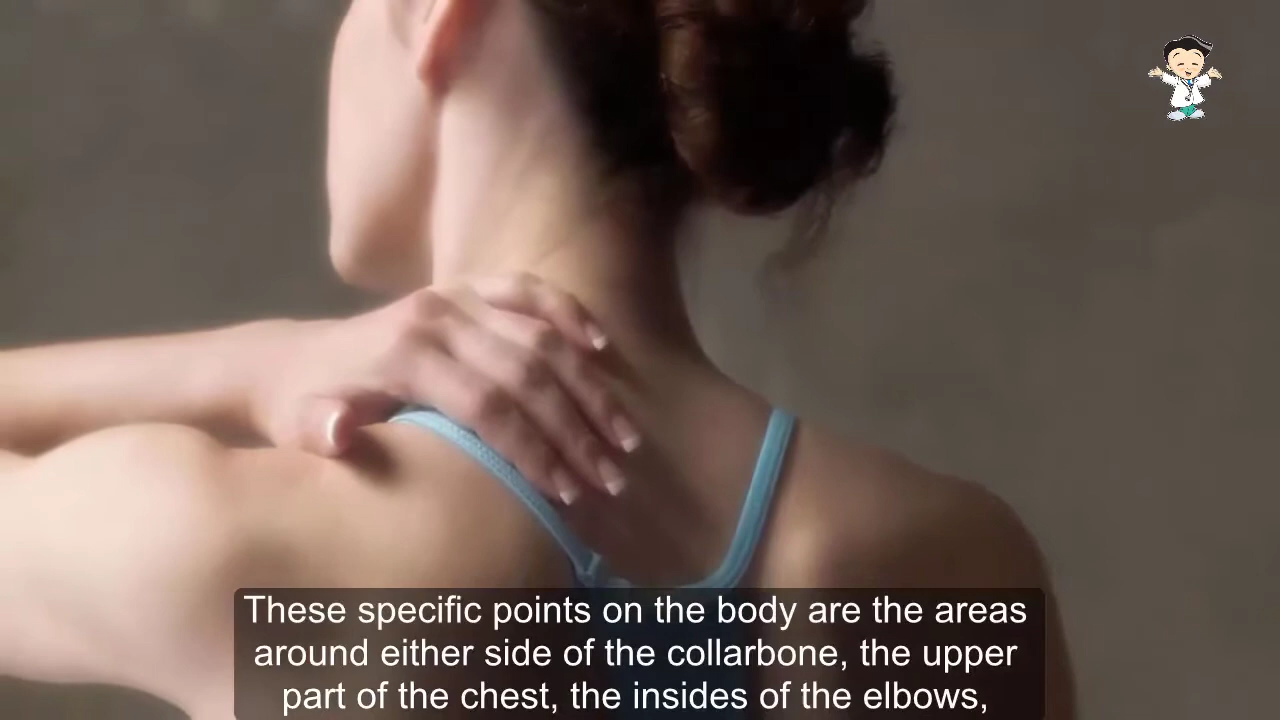 These specific points on the body are the areas
around either side of the collarbone, the upper
part of the chest, the insides of the elbows,